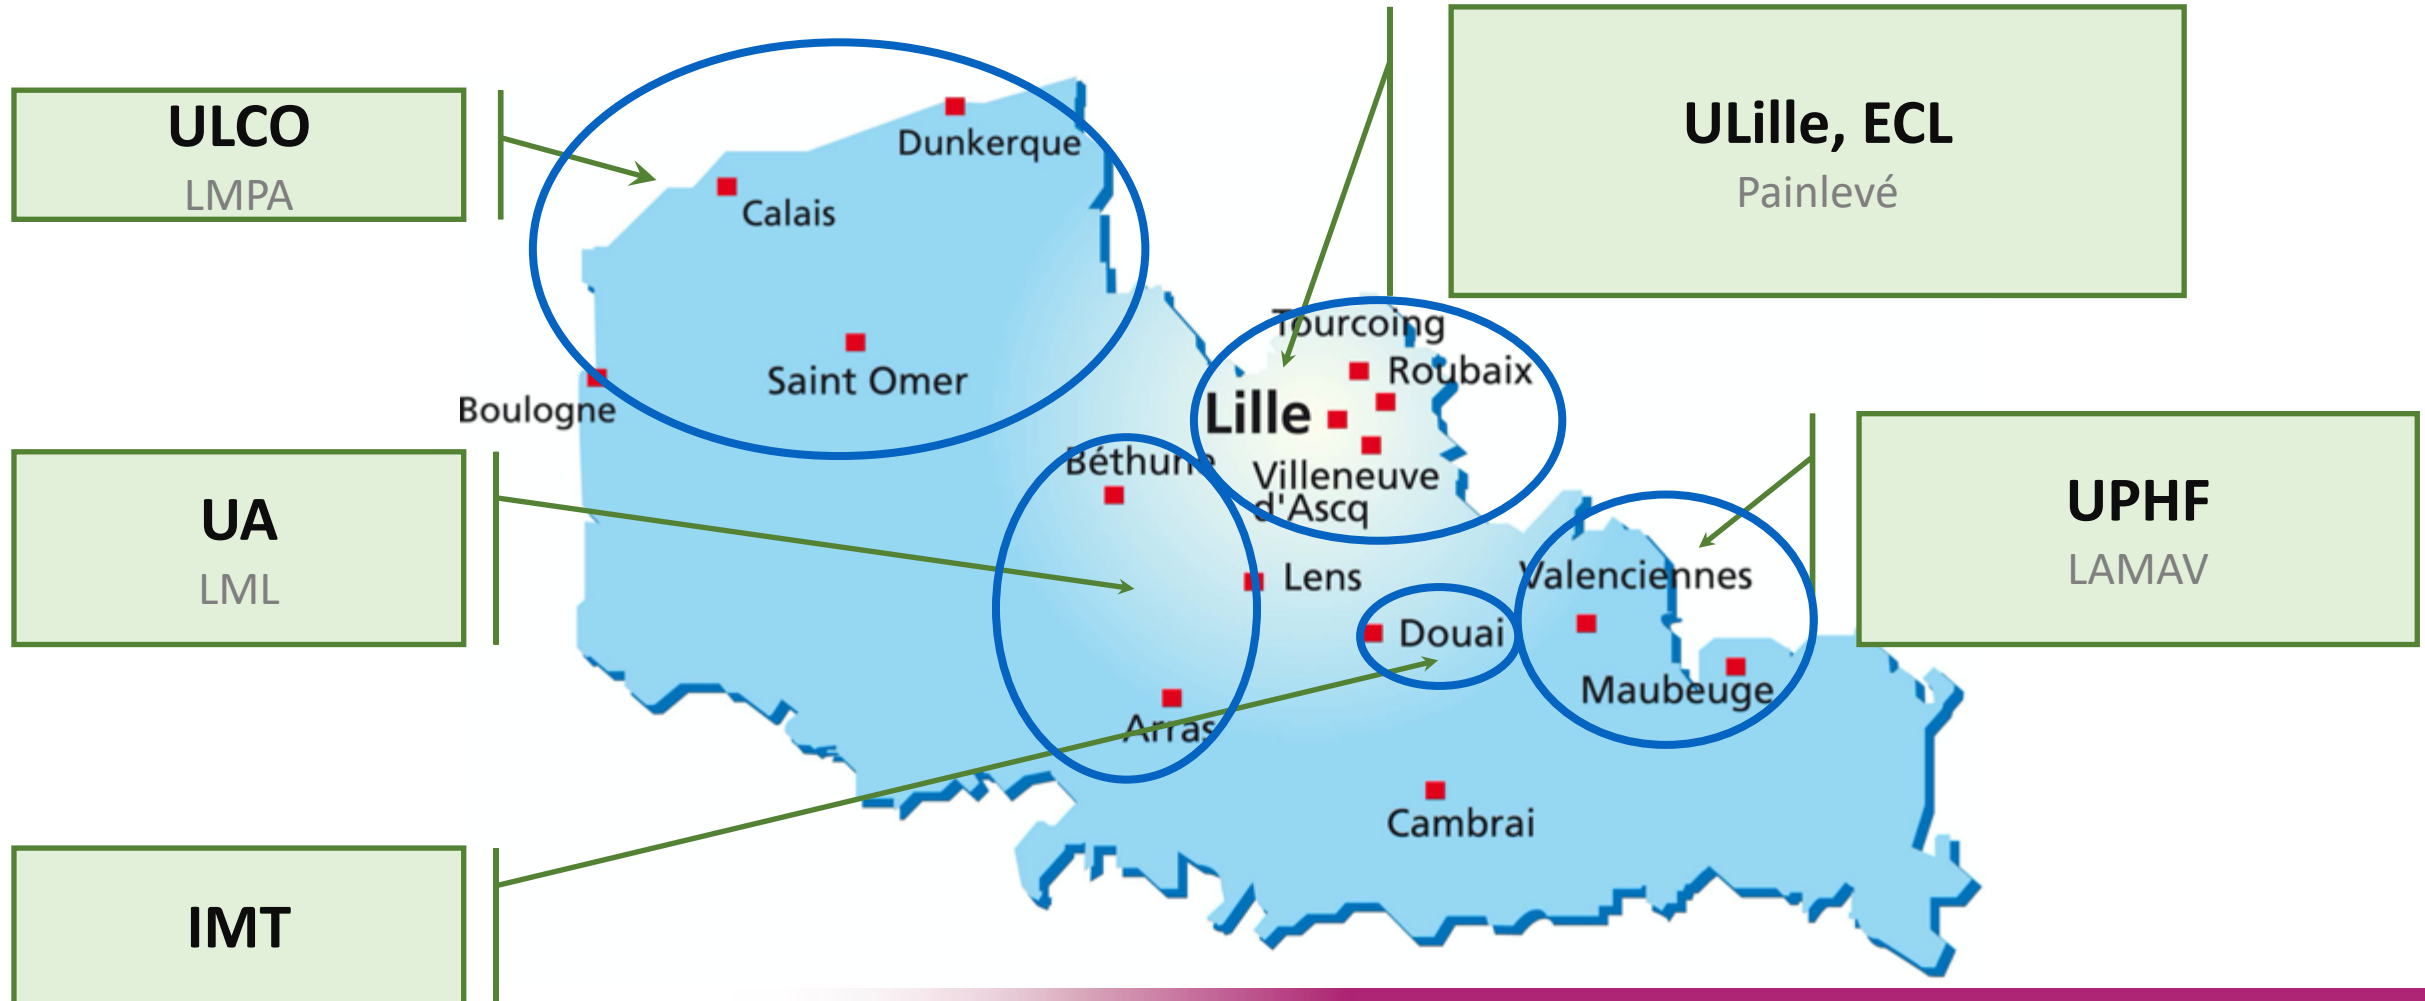 ULCO
LMPA
ULille, ECL
Painlevé
Dunkerque
Calais
Tourcoing
Roubaix
Saint Omer
Boulogne
Lille
Béthune
Villeneuve
d'Ascq
UA
LML
UPHF
LAMAV
Lens
Valenciennes
Douai
Maubeuge
Arras
Cambrai
IMT